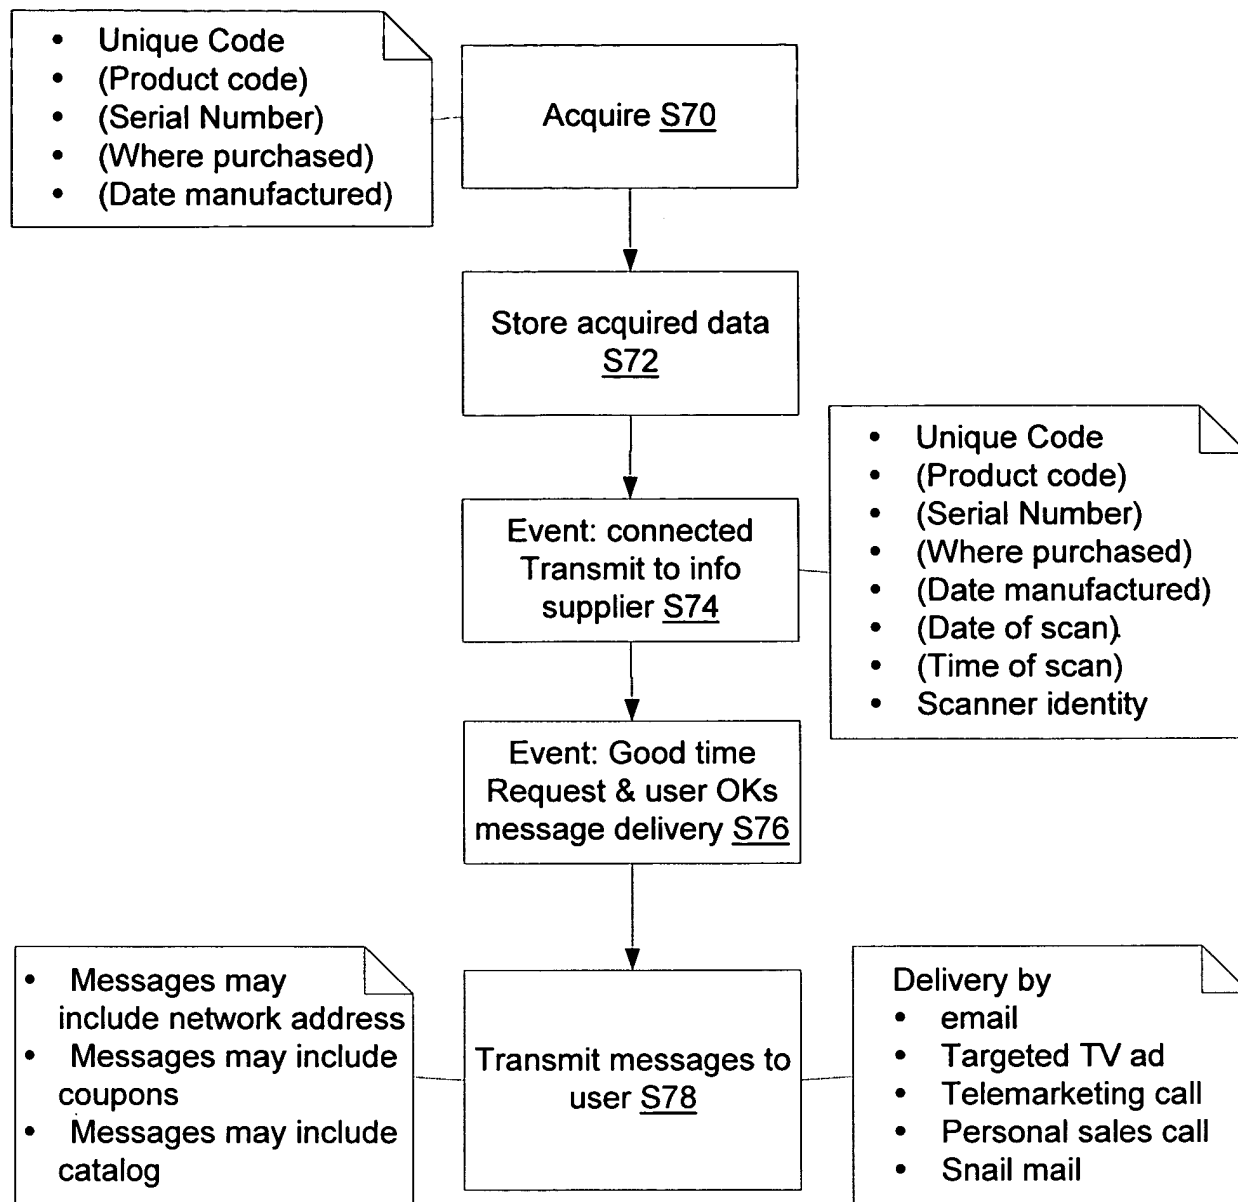 • Unique Code
• (Product code)
• (Serial Number)
• (Where purchased)
• (Date manufactured)
Acquire S70
Store acquired data
S72
Event: connected
Transmit to info
supplier S74
• Unique Code
• (Product code)
• (Serial Number)
• (Where purchased)
• (Date manufactured)
• (Date of scan).
• (Time of scan)
• Scanner identity
Event: Good time
Request & user OKs
message delivery S76
• Messages may
include network address
• Messages may include
coupons
• Messages may include
catalog
Transmit messages to
user S78
Delivery by
• email
• Targeted TV ad
• Telemarketing call
• Personal sales call
• Snail mail